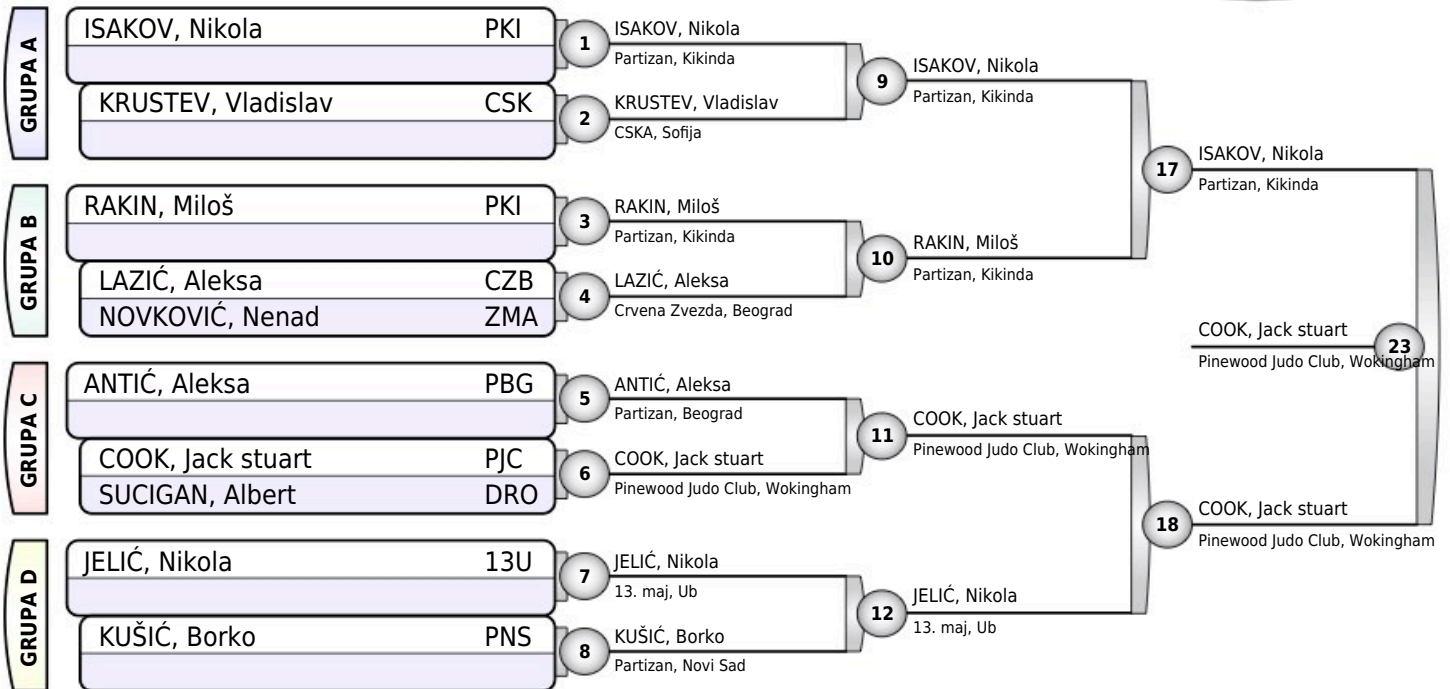 GRUPA A
ISAKOV, Nikola PKI
KRUSTEV, Vladislav CSK
GRUPA B
RAKIN, Miloš PKI
LAZIĆ, Aleksa CZB
NOVKOVIĆ, Nenad ZMA
GRUPA C
ANTIĆ, Aleksa PBG
COOK, Jack stuart PJC
SUCIGAN, Albert DRO
GRUPA D
JELIĆ, Nikola 13U
KUŠIĆ, Borko PNS
1
ISAKOV, Nikola
Partizan, Kikinda
2
KRUSTEV, Vladislav
CSKA, Sofija
3
RAKIN, Miloš
Partizan, Kikinda
4
LAZIĆ, Aleksa
Crvena Zvezda, Beograd
5
ANTIĆ, Aleksa
Partizan, Beograd
6
COOK, Jack stuart
Pinewood Judo Club, Wokingham
7
JELIĆ, Nikola
13. maj, Ub
8
KUŠIĆ, Borko
Partizan, Novi Sad
9
ISAKOV, Nikola
Partizan, Kikinda
10
RAKIN, Miloš
Partizan, Kikinda
11
COOK, Jack stuart
Pinewood Judo Club, Wokingham
12
JELIĆ, Nikola
13. maj, Ub
17
ISAKOV, Nikola
Partizan, Kikinda
18
COOK, Jack stuart
Pinewood Judo Club, Wokingham
COOK, Jack stuart
23
Pinewood Judo Club, Wokingham